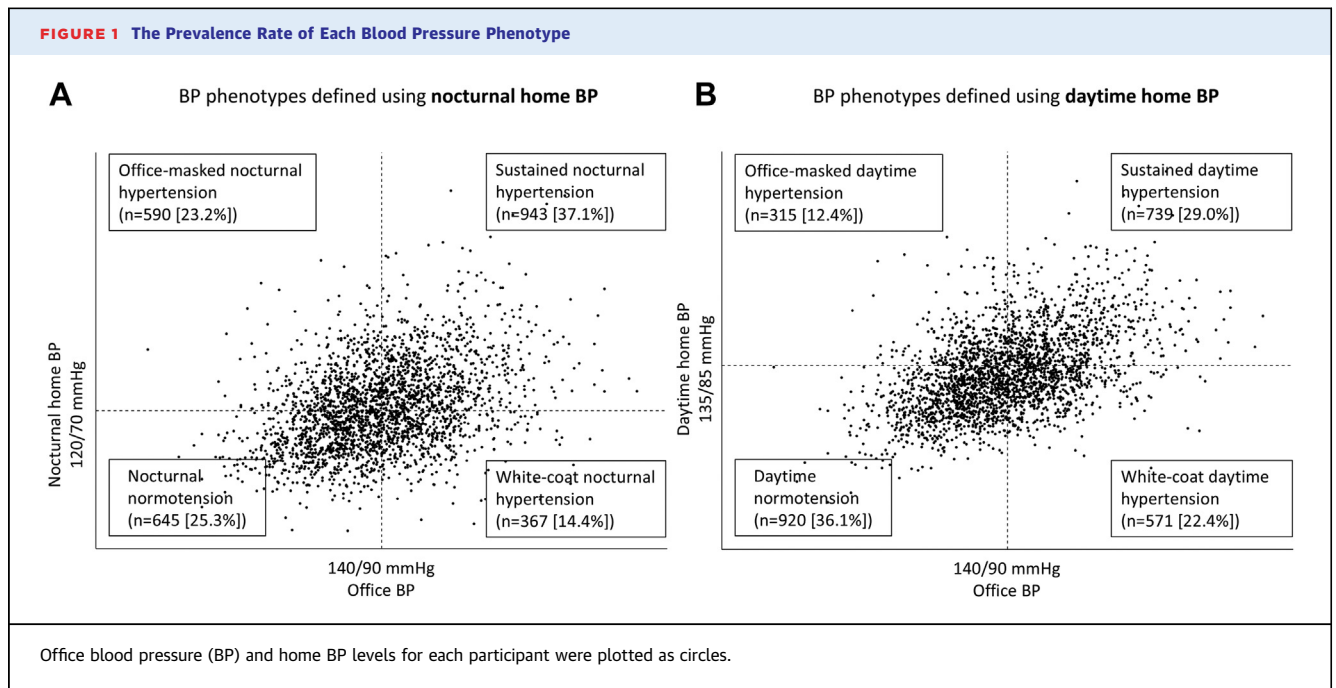 FIGURE 1 The Prevalence Rate of Each Blood Pressure Phenotype
A
BP phenotypes defined using nocturnal home BP
Office-masked nocturnal
hypertension
(n=590 [23.2%])
Sustained nocturnal
hypertension
(n=943 [37.1%])
Nocturnal home BP
120/70 mmHg
Nocturnal
normotension
(n=645 [25.3%])
White-coat nocturnal
hypertension
(n=367 [14.4%])
140/90 mmHg
Office BP
B
BP phenotypes defined using daytime home BP
Office-masked daytime
hypertension
(n=315 [12.4%])
Sustained daytime
hypertension
(n=739 [29.0%])
Daytime home BP
135/85 mmHg
Daytime
normotension
(n=920 [36.1%])
White-coat daytime
hypertension
(n=571 [22.4%])
140/90 mmHg
Office BP
Office blood pressure (BP) and home BP levels for each participant were plotted as circles.